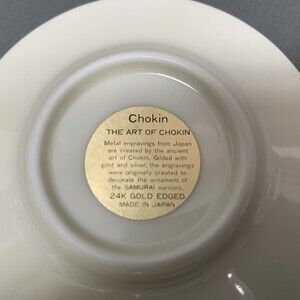 Chokin
THE ART OF CHOKIN
Metal engravings from Japan
are created by the ancient
art of Chokin. Gilded with
gold and silver, the engravings
were originally created to
decorate the ornament of
the SAMURAI warriors.
24K GOLD EDGED
MADE IN JAPAN